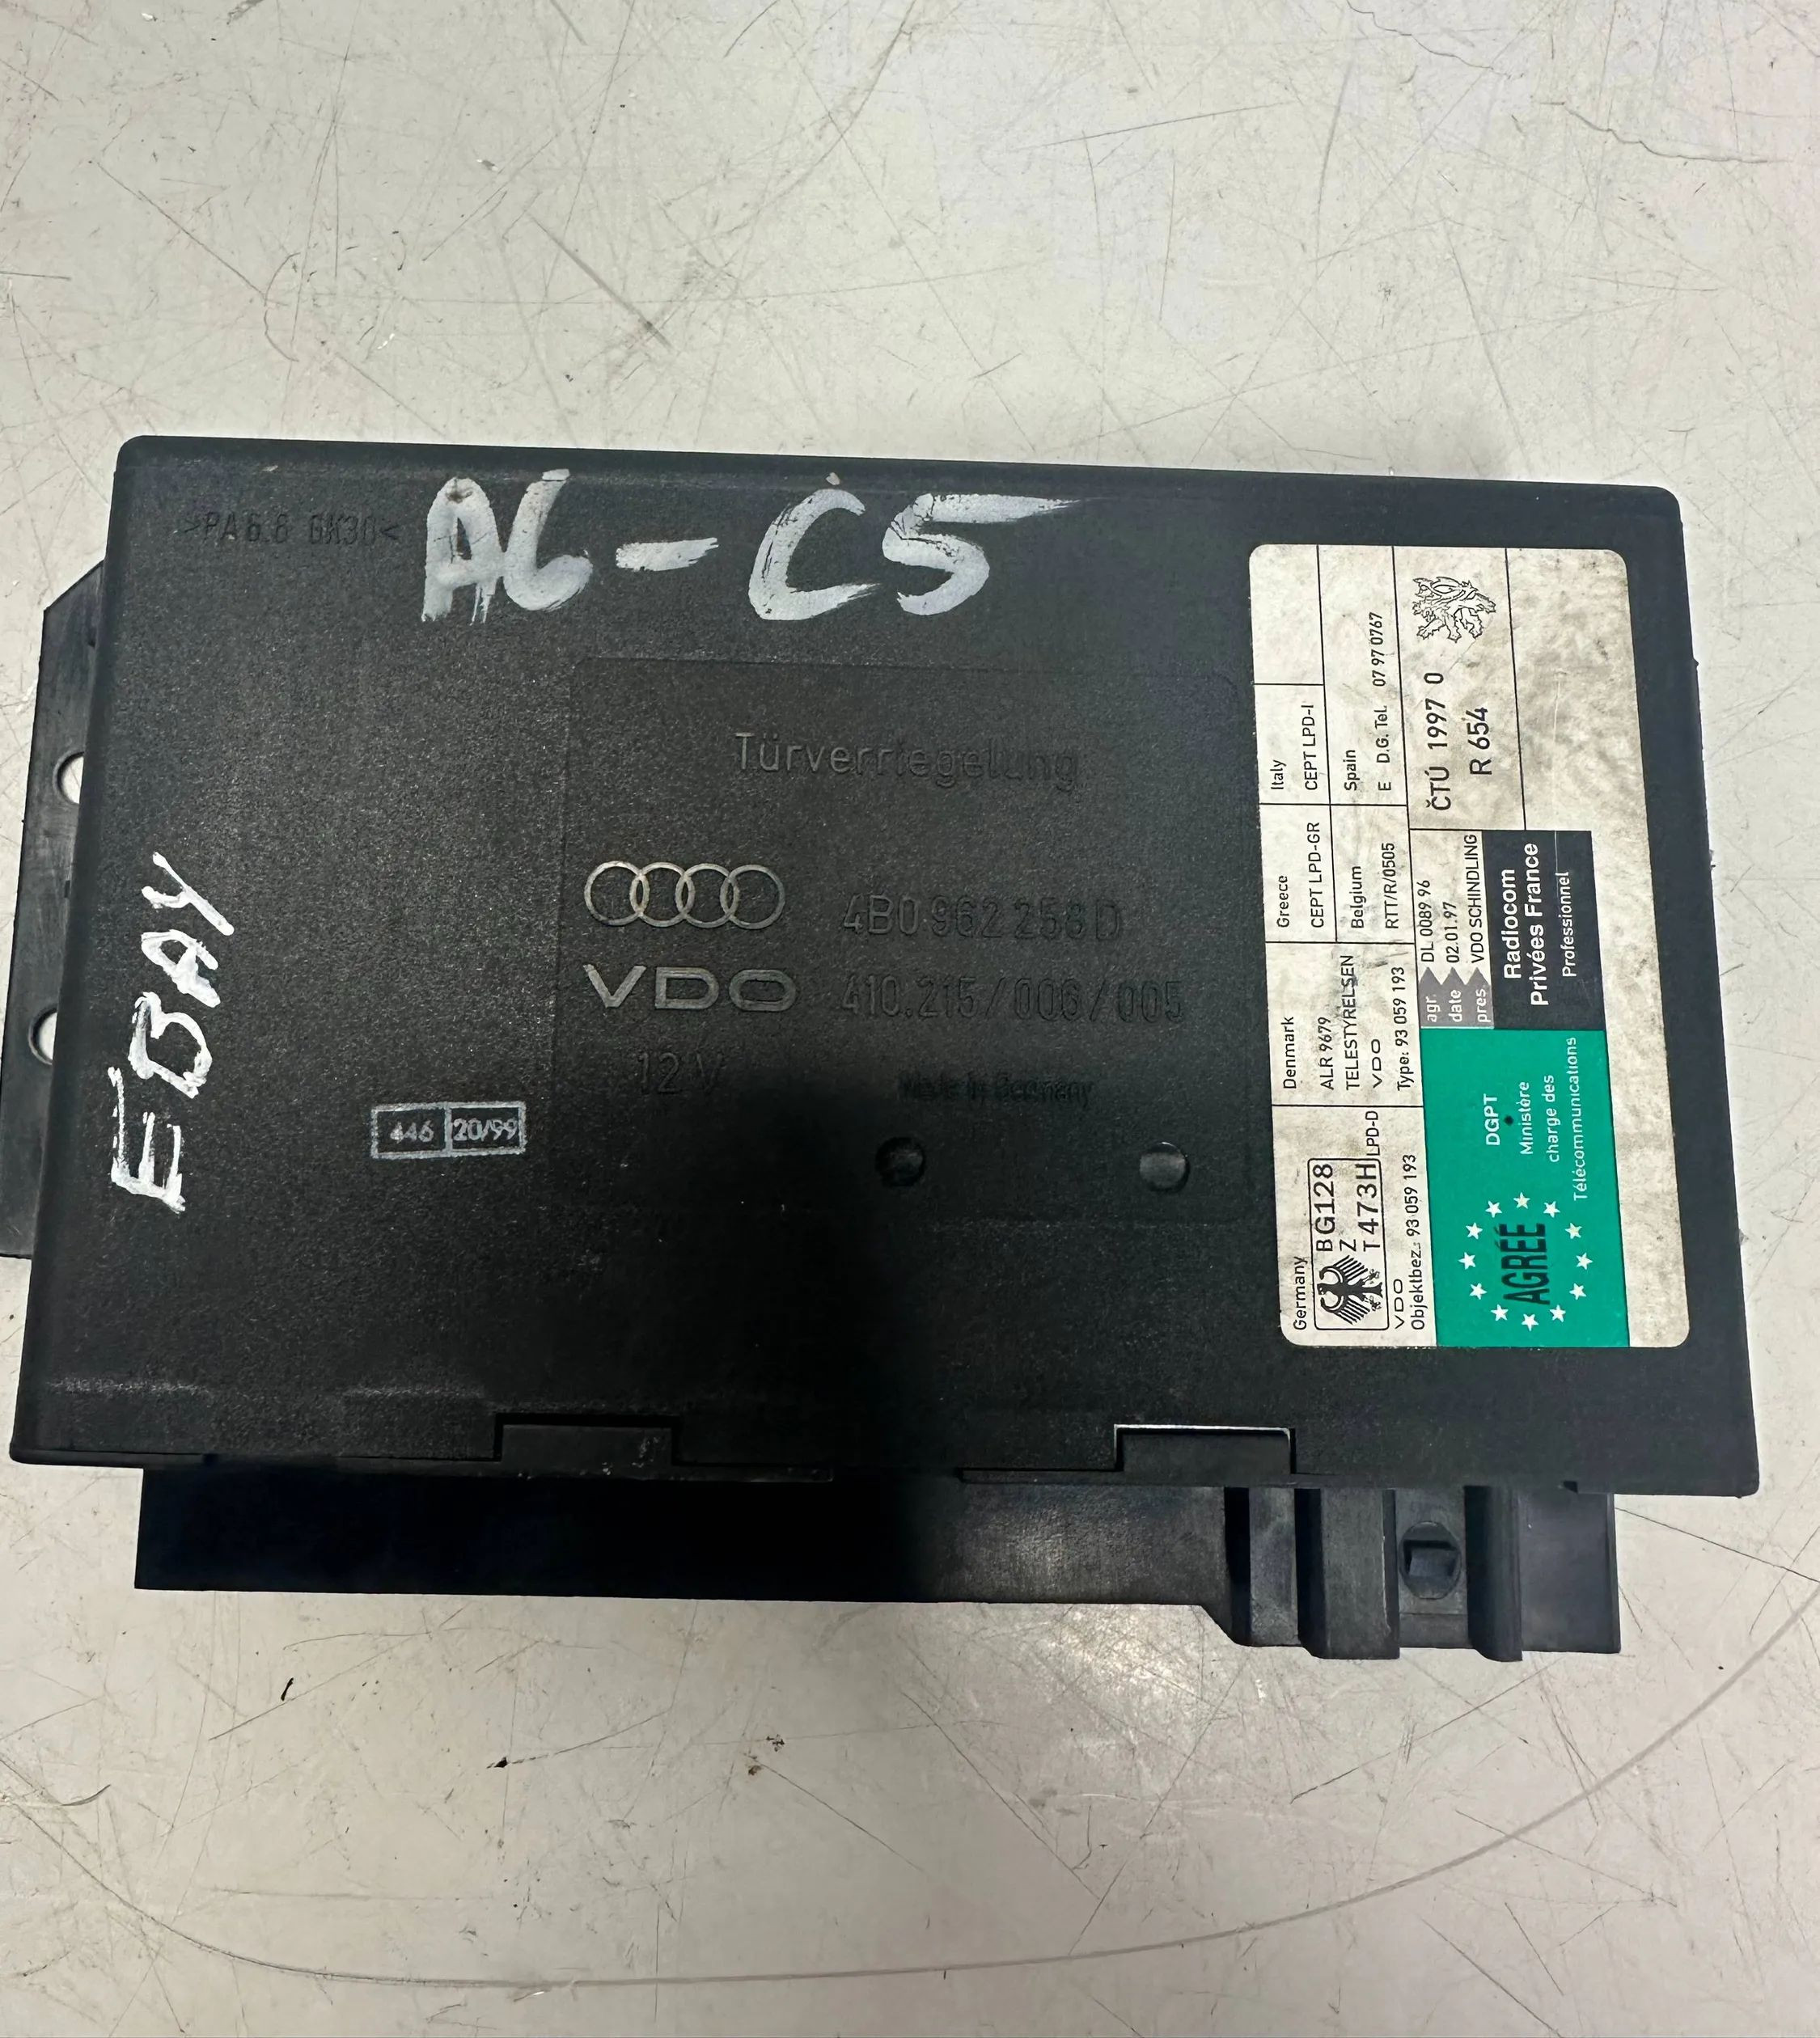 >PA 6.6 GK30<
A6-C5
EBAY
Türverriegelung
4B0 962 258 D
VDO 410.215/006/005
12 V Made in Germany
446 20/99
Germany
BG128
Z
T473H LPD-D
VDO
Objektbez.: 93 059 193
Denmark
ALR 9679
TELESTYRELSEN
VDO
Type: 93 059 193
Greece
CEPT LPD-GR
Italy
CEPT LPD-I
Belgium
RTT/R/0505
Spain
E D.G. Tel. 07 97 0767
ČTÚ 1997 0
R 654
agr DL 0089 96
date 02.01.97
pres. VDO SCHINDLING
Radiocom
Privées France
Professionnel
AGRÉÉ
DGPT
Ministère
charge des
Télécommunications